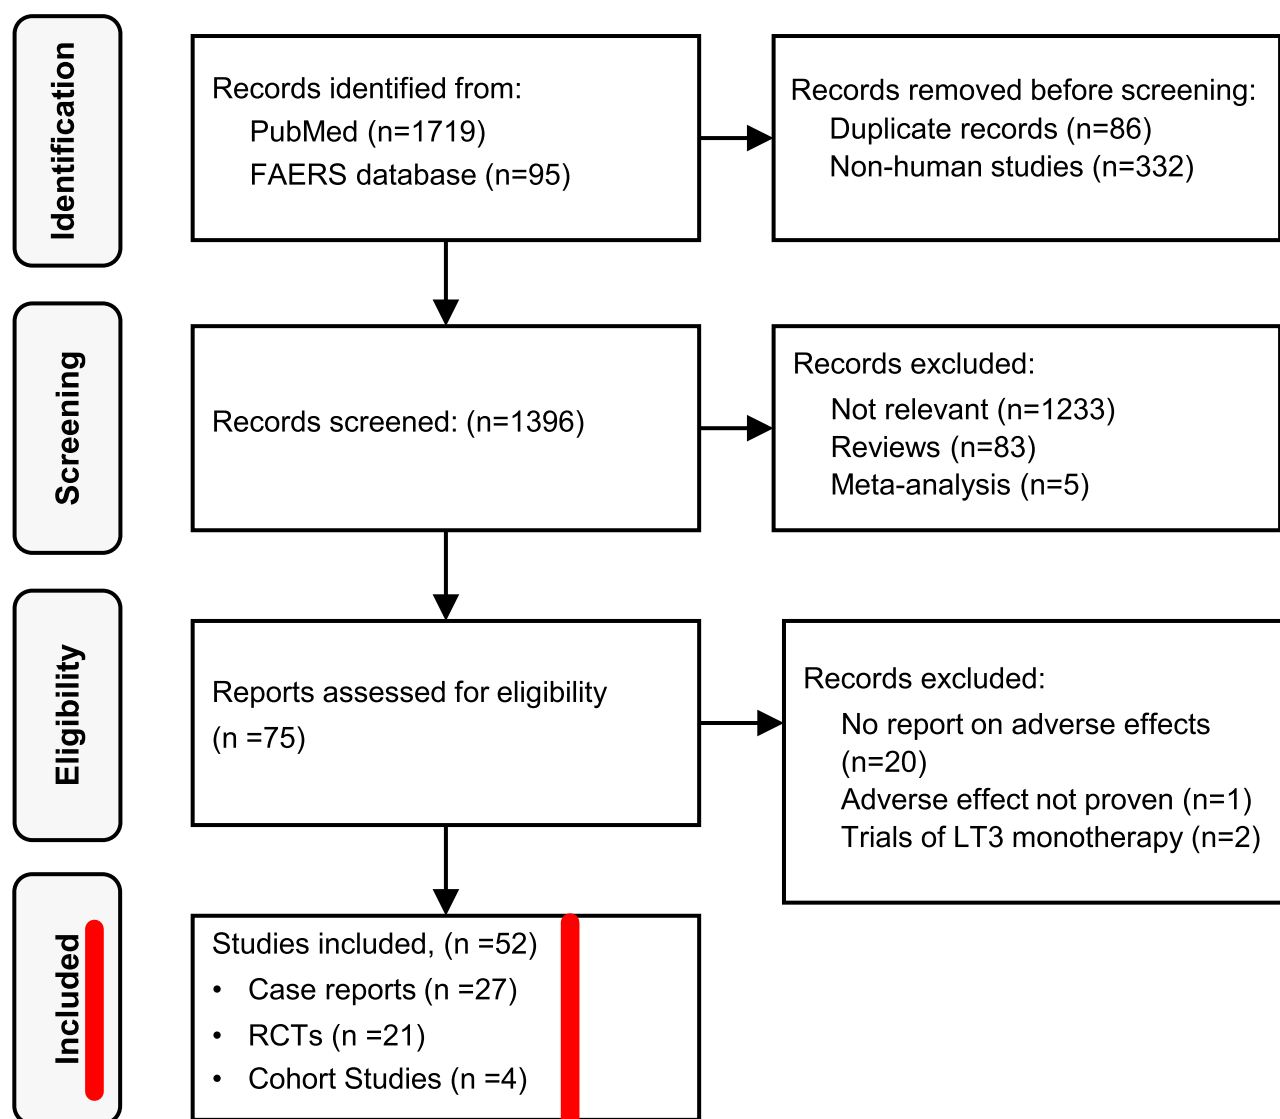 Identification
Records identified from:
PubMed (n=1719)
FAERS database (n=95)
Records removed before screening:
Duplicate records (n=86)
Non-human studies (n=332)
Screening
Records screened: (n=1396)
Records excluded:
Not relevant (n=1233)
Reviews (n=83)
Meta-analysis (n=5)
Eligibility
Reports assessed for eligibility
(n =75)
Records excluded:
No report on adverse effects
(n=20)
Adverse effect not proven (n=1)
Trials of LT3 monotherapy (n=2)
Included
Studies included, (n =52)
• Case reports (n =27)
• RCTs (n =21)
• Cohort Studies (n =4)